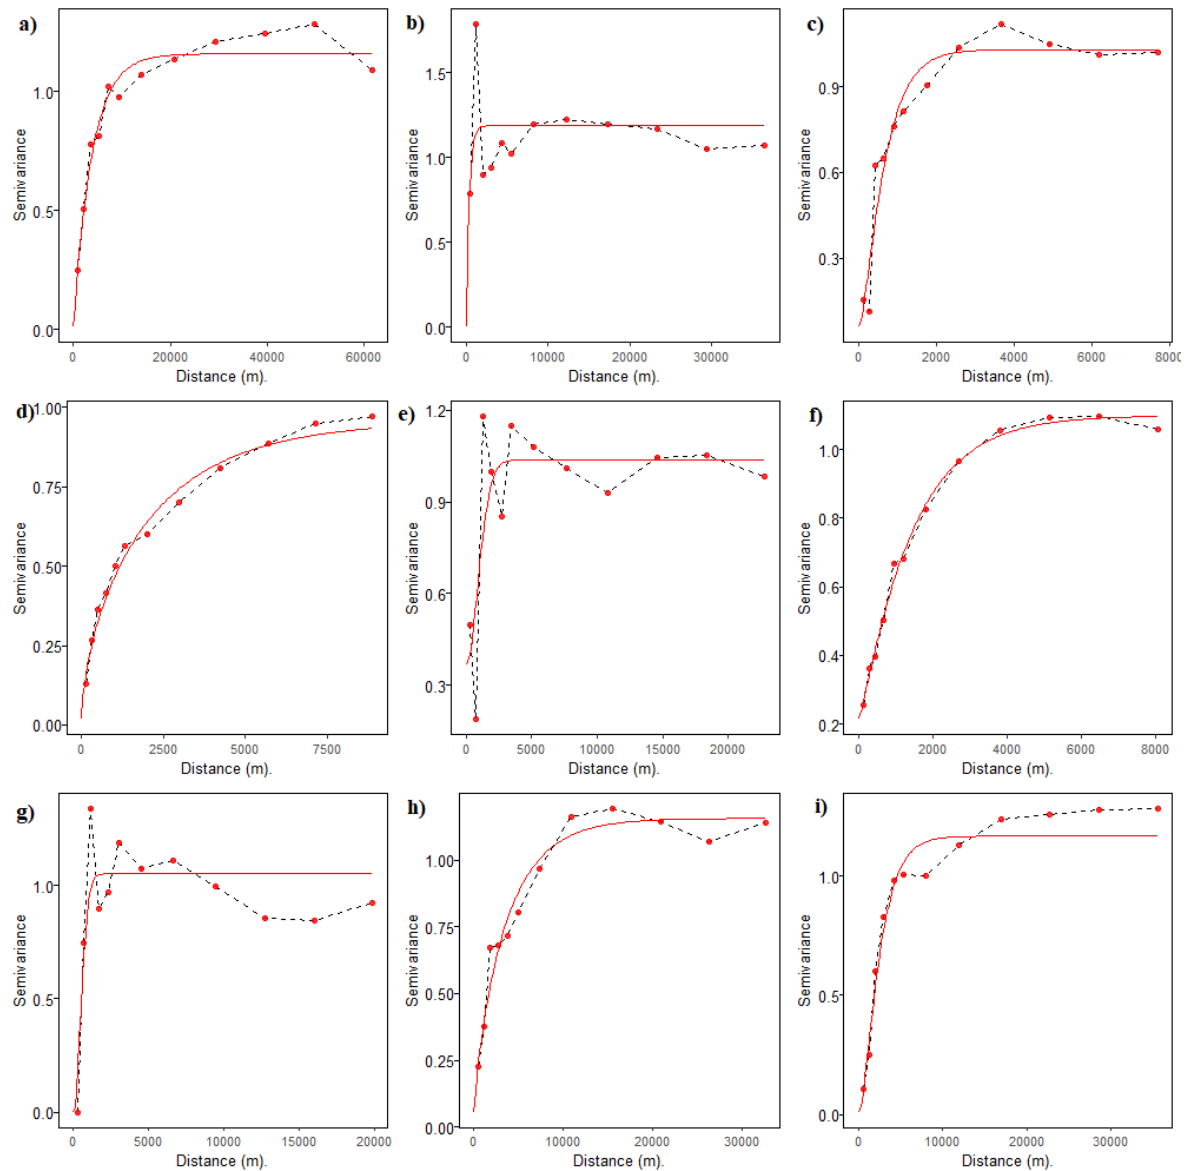 a)
1.0
0.5
0.0
Semivariance
0 20000 40000 60000
Distance (m).
b)
1.5
1.0
0.5
0.0
Semivariance
0 10000 20000 30000
Distance (m).
c)
0.9
0.6
0.3
Semivariance
0 2000 4000 6000 8000
Distance (m).
d)
1.00
0.75
0.50
0.25
0.00
Semivariance
0 2500 5000 7500
Distance (m).
e)
1.2
0.9
0.6
0.3
Semivariance
0 5000 10000 15000 20000
Distance (m).
f)
1.0
0.8
0.6
0.4
0.2
Semivariance
0 2000 4000 6000 8000
Distance (m).
g)
1.0
0.5
0.0
Semivariance
0 5000 10000 15000 20000
Distance (m).
h)
1.00
0.75
0.50
0.25
0.00
Semivariance
0 10000 20000 30000
Distance (m).
i)
1.0
0.5
0.0
Semivariance
0 10000 20000 30000
Distance (m).